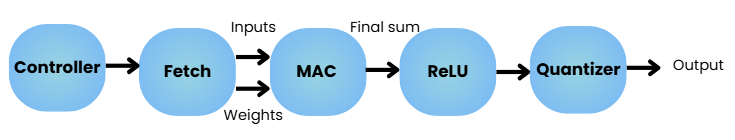 Controller
Fetch
Inputs
Weights
MAC
Final sum
ReLU
Quantizer
Output